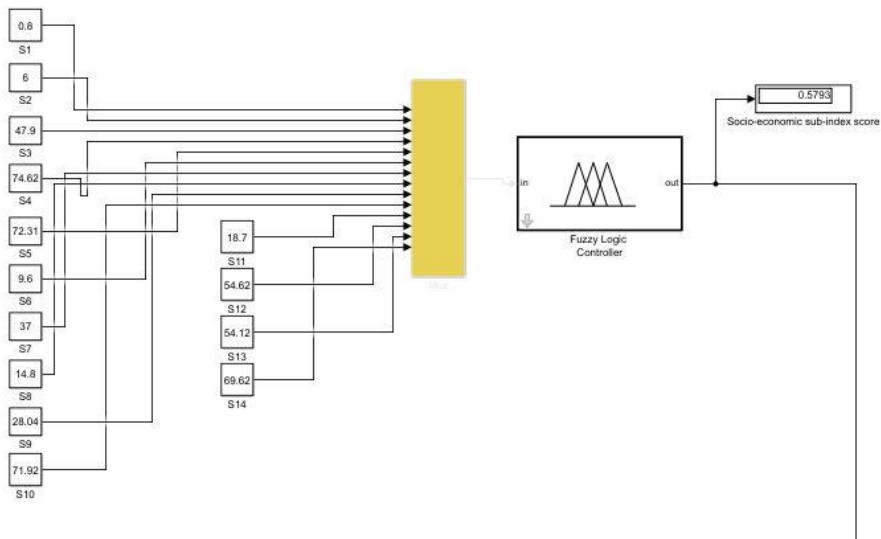 0.8
S1
6
S2
47.9
S3
74.62
S4
72.31
S5
9.6
S6
37
S7
14.8
S8
28.04
S9
71.92
S10
18.7
S11
54.62
S12
54.12
S13
69.62
S14
Mux
in
out
Fuzzy Logic
Controller
0.5793
Socio-economic sub-index score